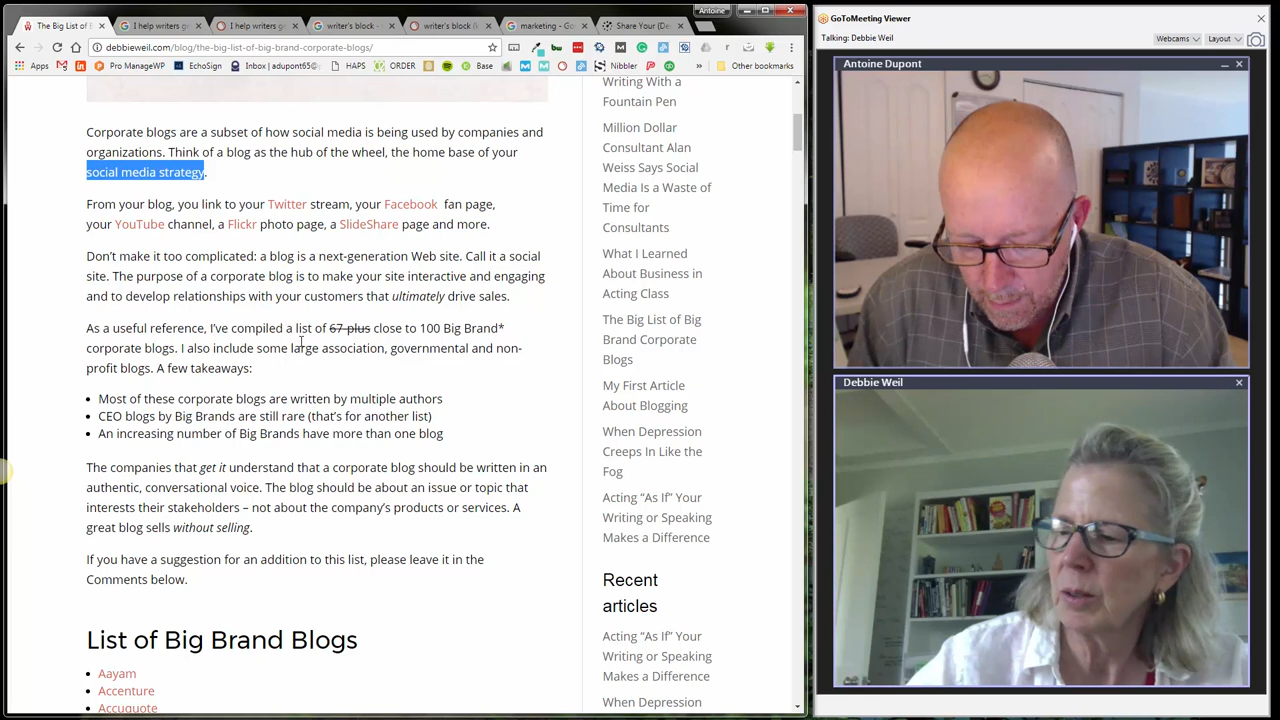 Antoine
The Big List of B
I help writers ge
I help writers ge
writer's block -
writer's block (
marketing - Go
Share Your (De
debbieweil.com/blog/the-big-list-of-big-brand-corporate-blogs/
Apps
Pro ManageWP
EchoSign
Inbox | adupont65@
HAPS
ORDER
Base
Nibbler
»
Other bookmarks
Corporate blogs are a subset of how social media is being used by companies and
organizations. Think of a blog as the hub of the wheel, the home base of your
social media strategy.
From your blog, you link to your Twitter stream, your Facebook fan page,
your YouTube channel, a Flickr photo page, a SlideShare page and more.
Don't make it too complicated: a blog is a next-generation Web site. Call it a social
site. The purpose of a corporate blog is to make your site interactive and engaging
and to develop relationships with your customers that ultimately drive sales.
As a useful reference, I've compiled a list of 67 plus close to 100 Big Brand*
corporate blogs. I also include some large association, governmental and non-
profit blogs. A few takeaways:
• Most of these corporate blogs are written by multiple authors
• CEO blogs by Big Brands are still rare (that's for another list)
• An increasing number of Big Brands have more than one blog
The companies that get it understand that a corporate blog should be written in an
authentic, conversational voice. The blog should be about an issue or topic that
interests their stakeholders – not about the company's products or services. A
great blog sells without selling.
If you have a suggestion for an addition to this list, please leave it in the
Comments below.
List of Big Brand Blogs
• Aayam
• Accenture
• Accuquote
Writing With a
Fountain Pen
Million Dollar
Consultant Alan
Weiss Says Social
Media Is a Waste of
Time for
Consultants
What I Learned
About Business in
Acting Class
The Big List of Big
Brand Corporate
Blogs
My First Article
About Blogging
When Depression
Creeps In Like the
Fog
Acting "As If" Your
Writing or Speaking
Makes a Difference
Recent
articles
Acting "As If" Your
Writing or Speaking
Makes a Difference
When Depression
GoToMeeting Viewer
Talking: Debbie Weil
Webcams
Layout
Antoine Dupont
Debbie Weil